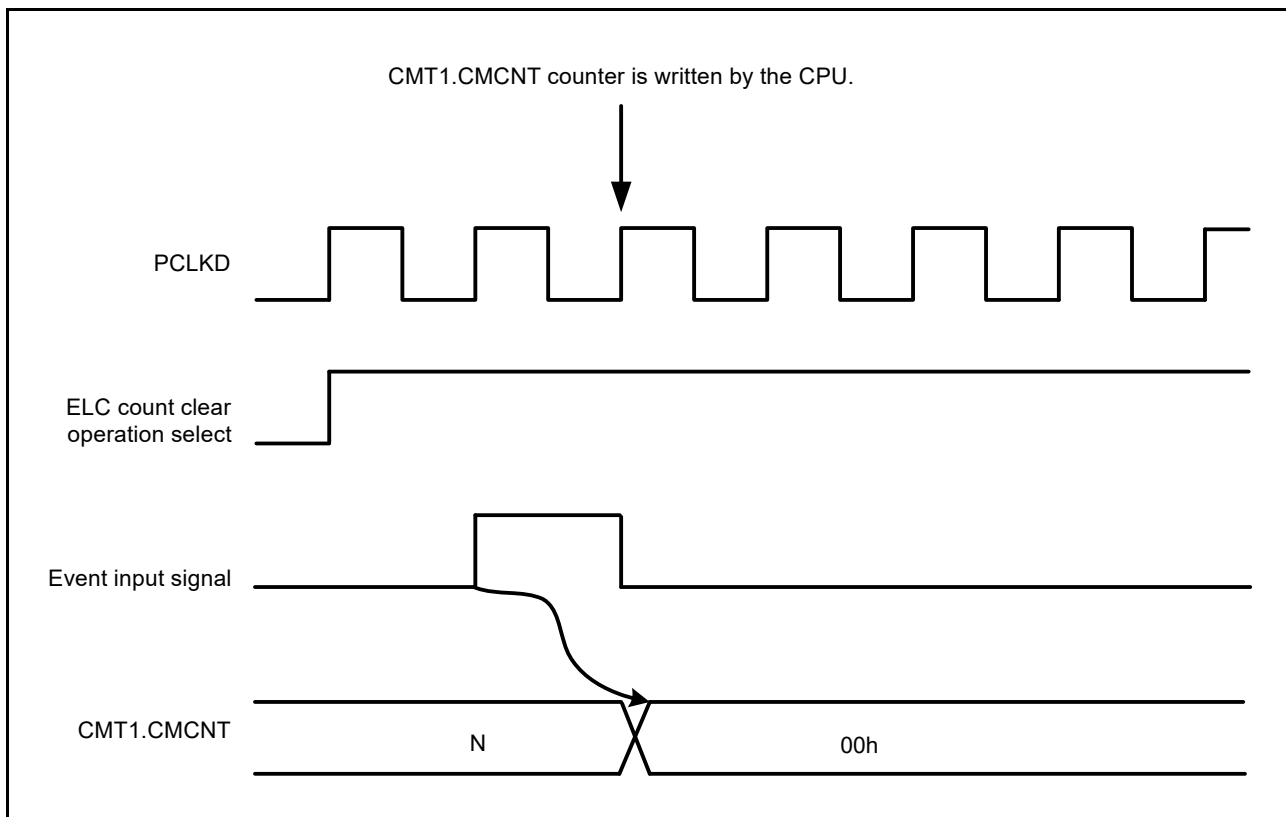 CMT1.CMCNT counter is written by the CPU.
PCLKD
ELC count clear
operation select
Event input signal
CMT1.CMCNT
N
00h